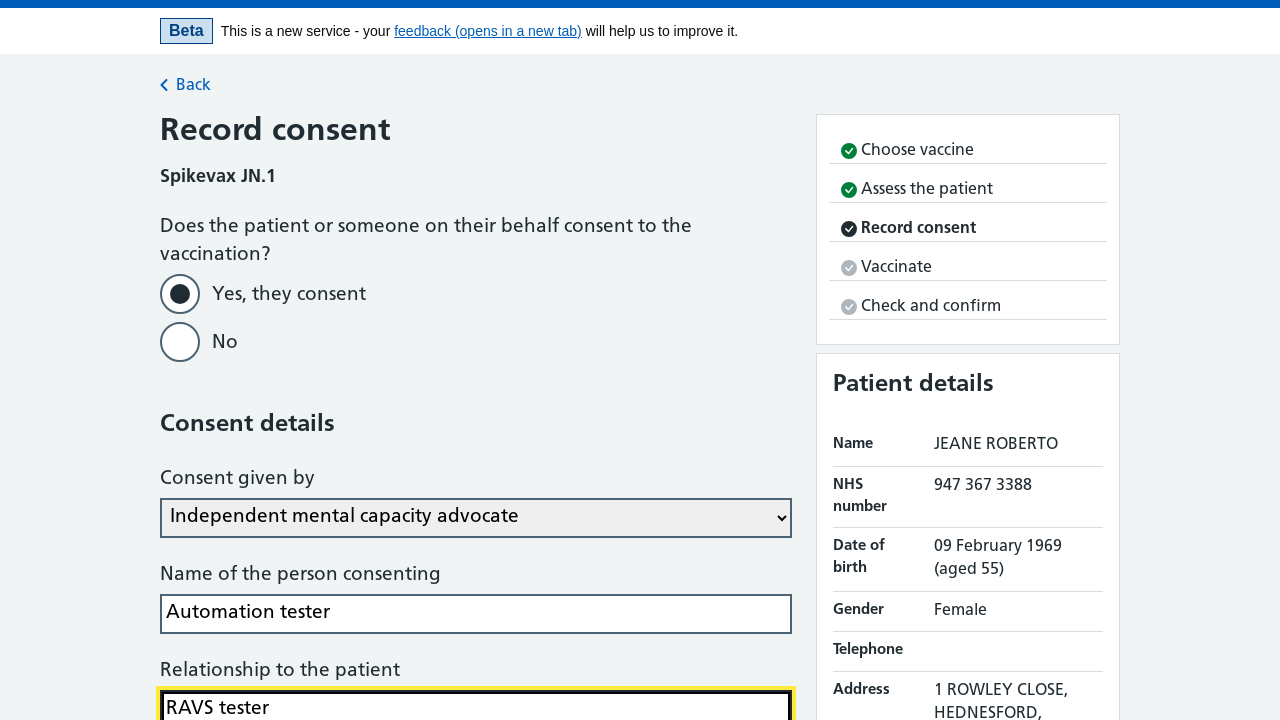 Beta This is a new service - your feedback (opens in a new tab) will help us to improve it.
Back
Record consent
Spikevax JN.1
Does the patient or someone on their behalf consent to the
vaccination?
Yes, they consent
No
Consent details
Consent given by
Independent mental capacity advocate
Name of the person consenting
Automation tester
Relationship to the patient
RAVS tester
Choose vaccine
Assess the patient
Record consent
Vaccinate
Check and confirm
Patient details
Name JEANE ROBERTO
NHS 947 367 3388
number
Date of 09 February 1969
birth (aged 55)
Gender Female
Telephone
Address 1 ROWLEY CLOSE,
HEDNESFORD,